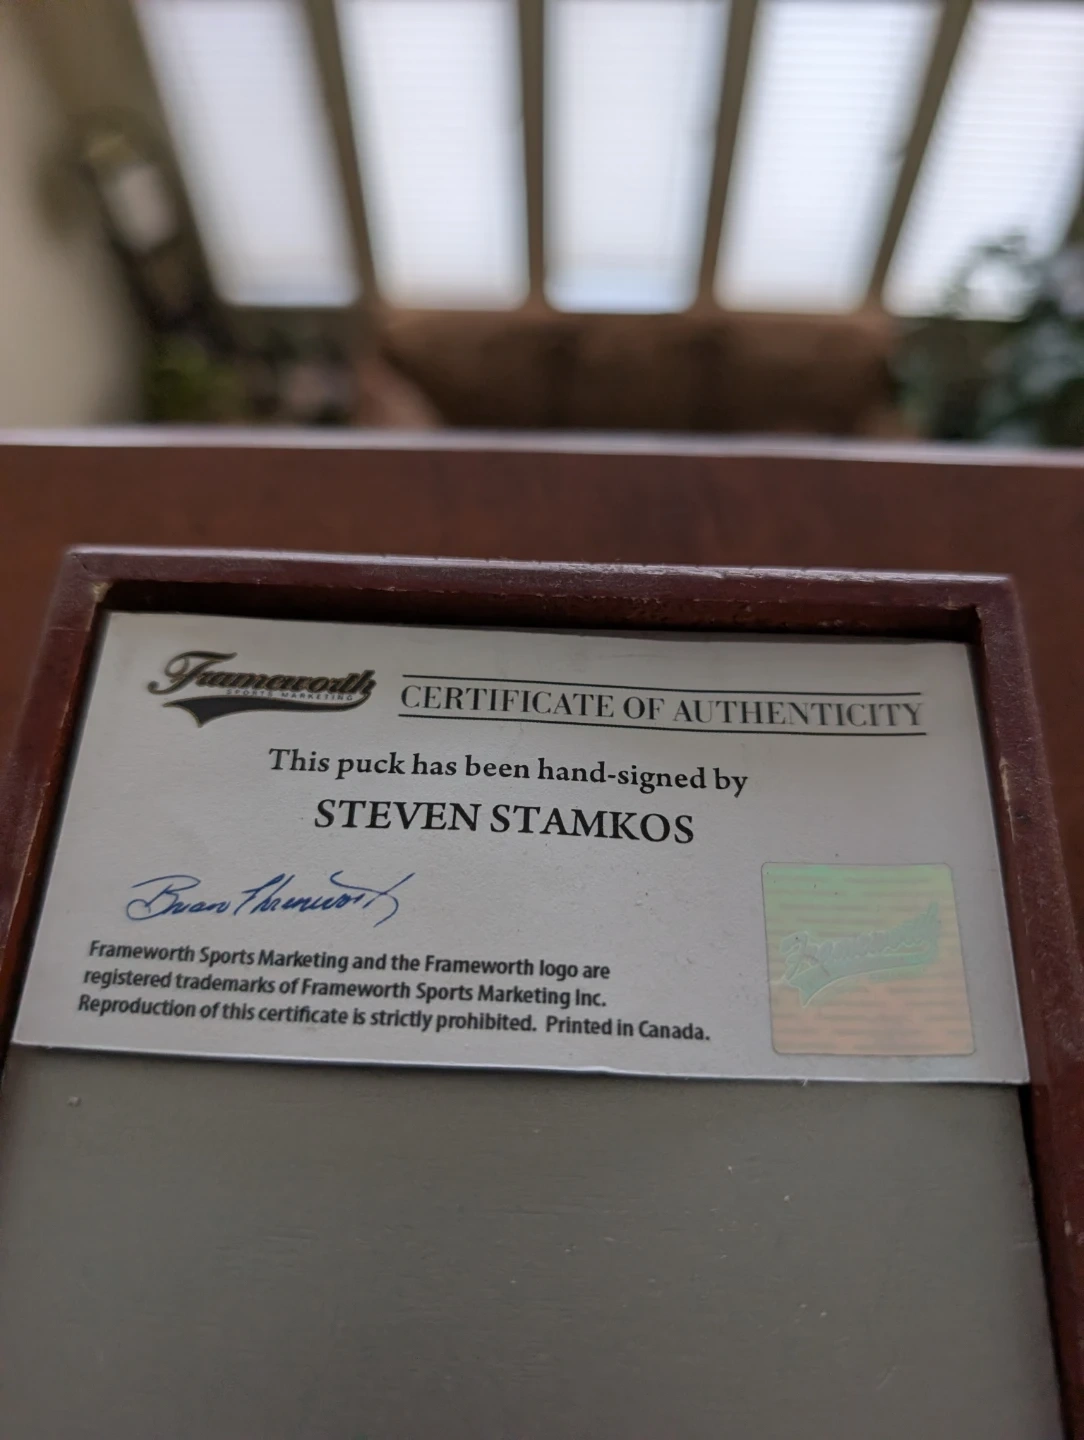 Frameworth
SPORTS MARKETING
CERTIFICATE OF AUTHENTICITY
This puck has been hand-signed by
STEVEN STAMKOS
Frameworth Sports Marketing and the Frameworth logo are
registered trademarks of Frameworth Sports Marketing Inc.
Reproduction of this certificate is strictly prohibited. Printed in Canada.
Frameworth